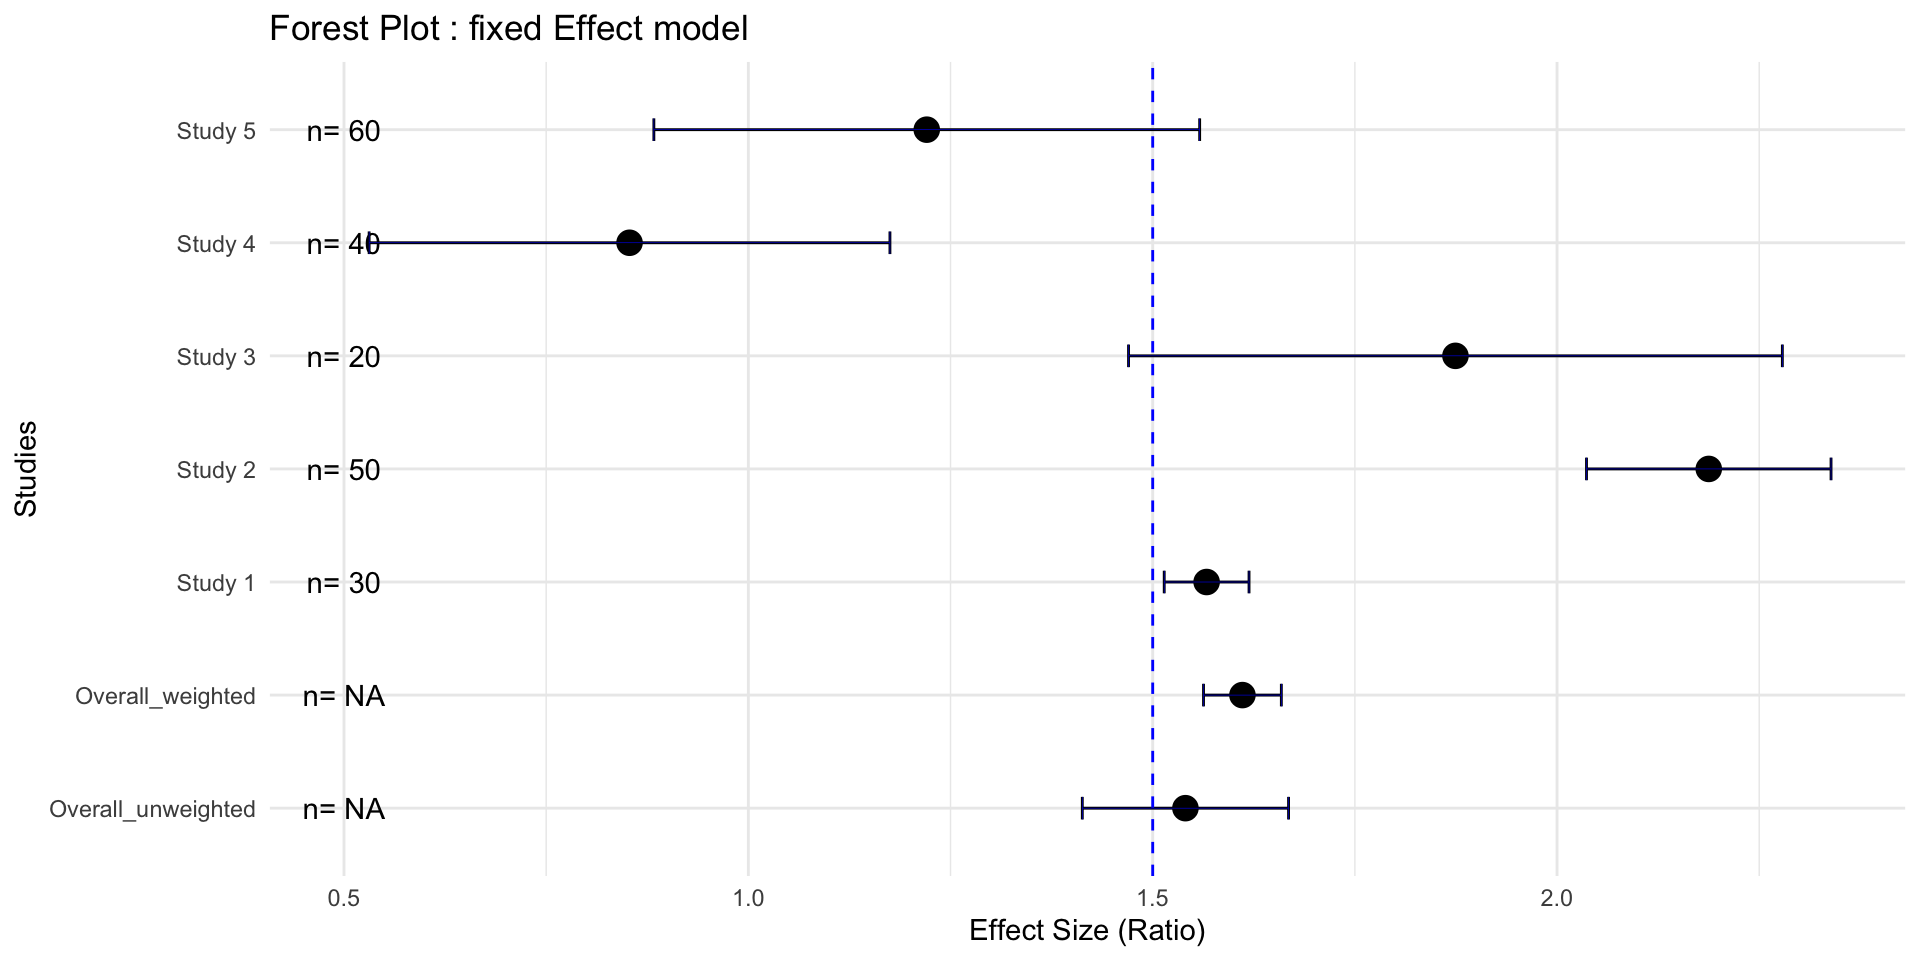 Forest Plot : fixed Effect model
Study 5 n= 60
Study 4 n= 40
Study 3 n= 20
Study 2 n= 50
Study 1 n= 30
Overall_weighted n= NA
Overall_unweighted n= NA
Studies
0.5 1.0 1.5 2.0
Effect Size (Ratio)